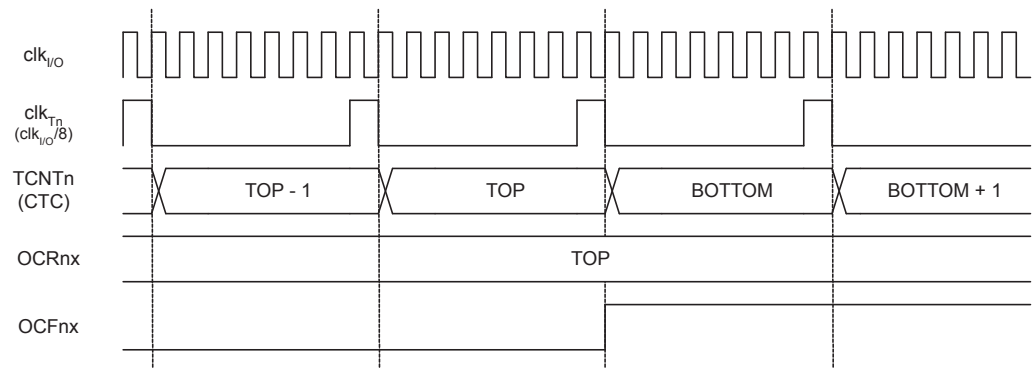 clkI/O
clkTn
(clkI/O/8)
TCNTn
(CTC)
TOP - 1
TOP
BOTTOM
BOTTOM + 1
OCRnx
TOP
OCFnx